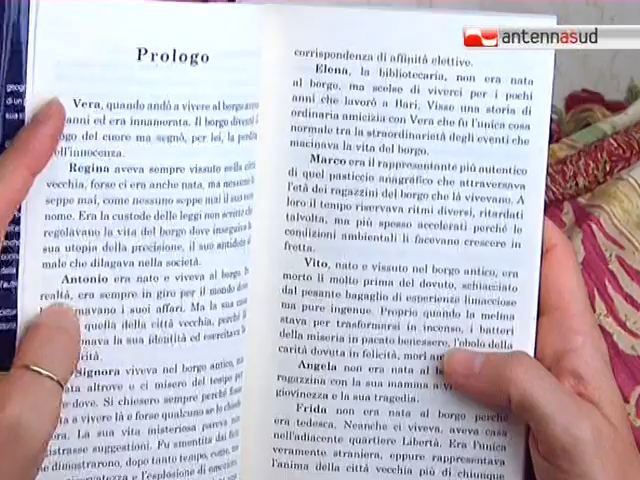 antennasud
Prologo
Vera, quando andò a vivere al borgo
anni ed era innamorata. Il borgo
go del cuore ma segnò, per lei, la
ell'innocenza.
Regina aveva sempre vissuto nella
vecchia, forse ci era anche nata, ma
seppe mai, come nessuno seppe mai il suo
nome. Era la custode delle leggi non scritte
regolavano la vita del borgo dove inseguiva
sua utopia della precisione, il suo antidoto
male che dilagava nella società.
Antonio era nato e viveva al borgo.
realtà, era sempre in giro per il mondo
navano i suoi affari. Ma la sua
quella della città vecchia,
mava la sua identità ed
ità.
Signora viveva nel borgo antico,
ta altrove o ci misero del tempo
dove. Si chiesero sempre perché
ta a vivere là e forse qualcuno
La sua vita misteriosa pareva
suggestioni. Fu smentita
dimostrarono, dopo tanto tempo,
e l'esplosione di
corrispondenza di affinità elettive.
Elena, la bibliotecaria, non era nata
al borgo, ma scelse di viverci per i pochi
anni che lavorò a Bari. Visse una storia di
ordinaria amicizia con Vera che fu l'unica cosa
normale tra la straordinarietà degli eventi che
macinava la vita del borgo.
Marco era il rappresentante più autentico
di quel pasticcio anagrafico che attraversava
l'età dei ragazzini del borgo che là vivevano. A
loro il tempo riservava ritmi diversi, ritardati
talvolta, ma più spesso accelerati perché le
condizioni ambientali li facevano crescere in
fretta.
Vito, nato e vissuto nel borgo antico, era
morto lì molto prima del dovuto, schiacciato
dal pesante bagaglio di esperienze limacciose
ma pure ingenue. Proprio quando la melma
stava per trasformarsi in incenso, i batteri
della miseria in pacato benessere, l'obolo della
carità dovuta in felicità, morì
Angela non era nata al
ragazzina con la sua mamma
giovinezza e la sua tragedia.
Frida non era nata al borgo perché
era tedesca. Neanche ci viveva, aveva casa
nell'adiacente quartiere Libertà. Era l'unica
veramente straniera, eppure rappresentava
l'anima della città vecchia più di chiunque